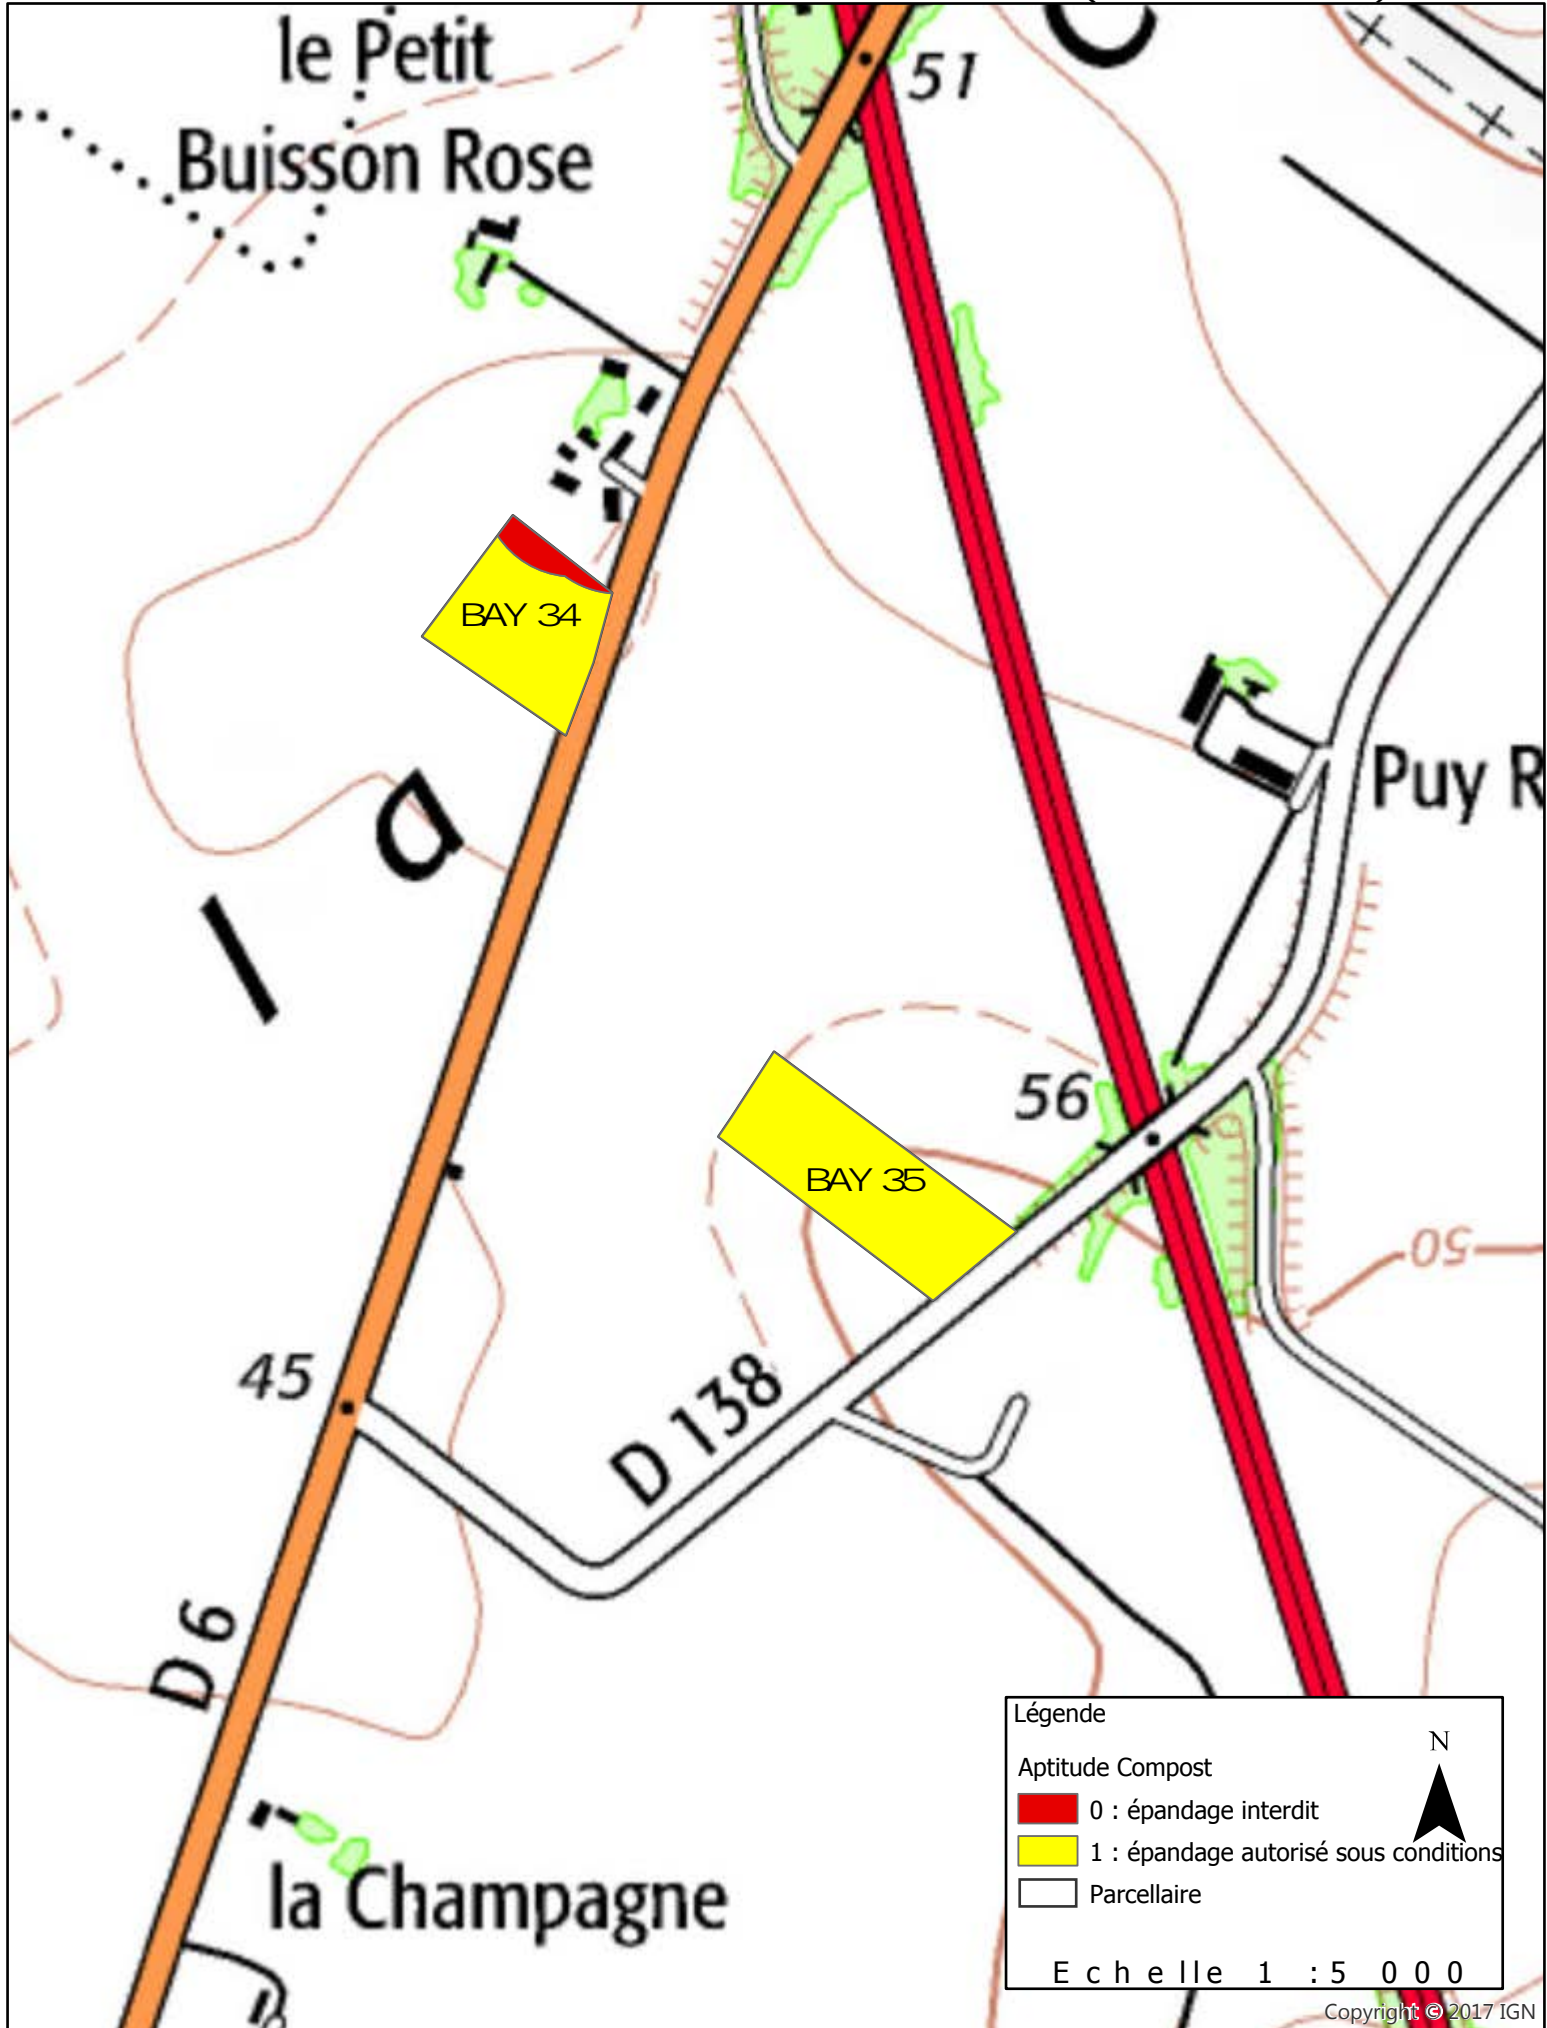 le Petit
Buisson Rose
51
C
BAY 34
Puy R
a
l
56
BAY 35
50
45
D 138
D 6
la Champagne
Légende
N
Aptitude Compost
0 : épandage interdit
1 : épandage autorisé sous conditions
Parcellaire
Echelle 1 :5 000
Copyright © 2017 IGN